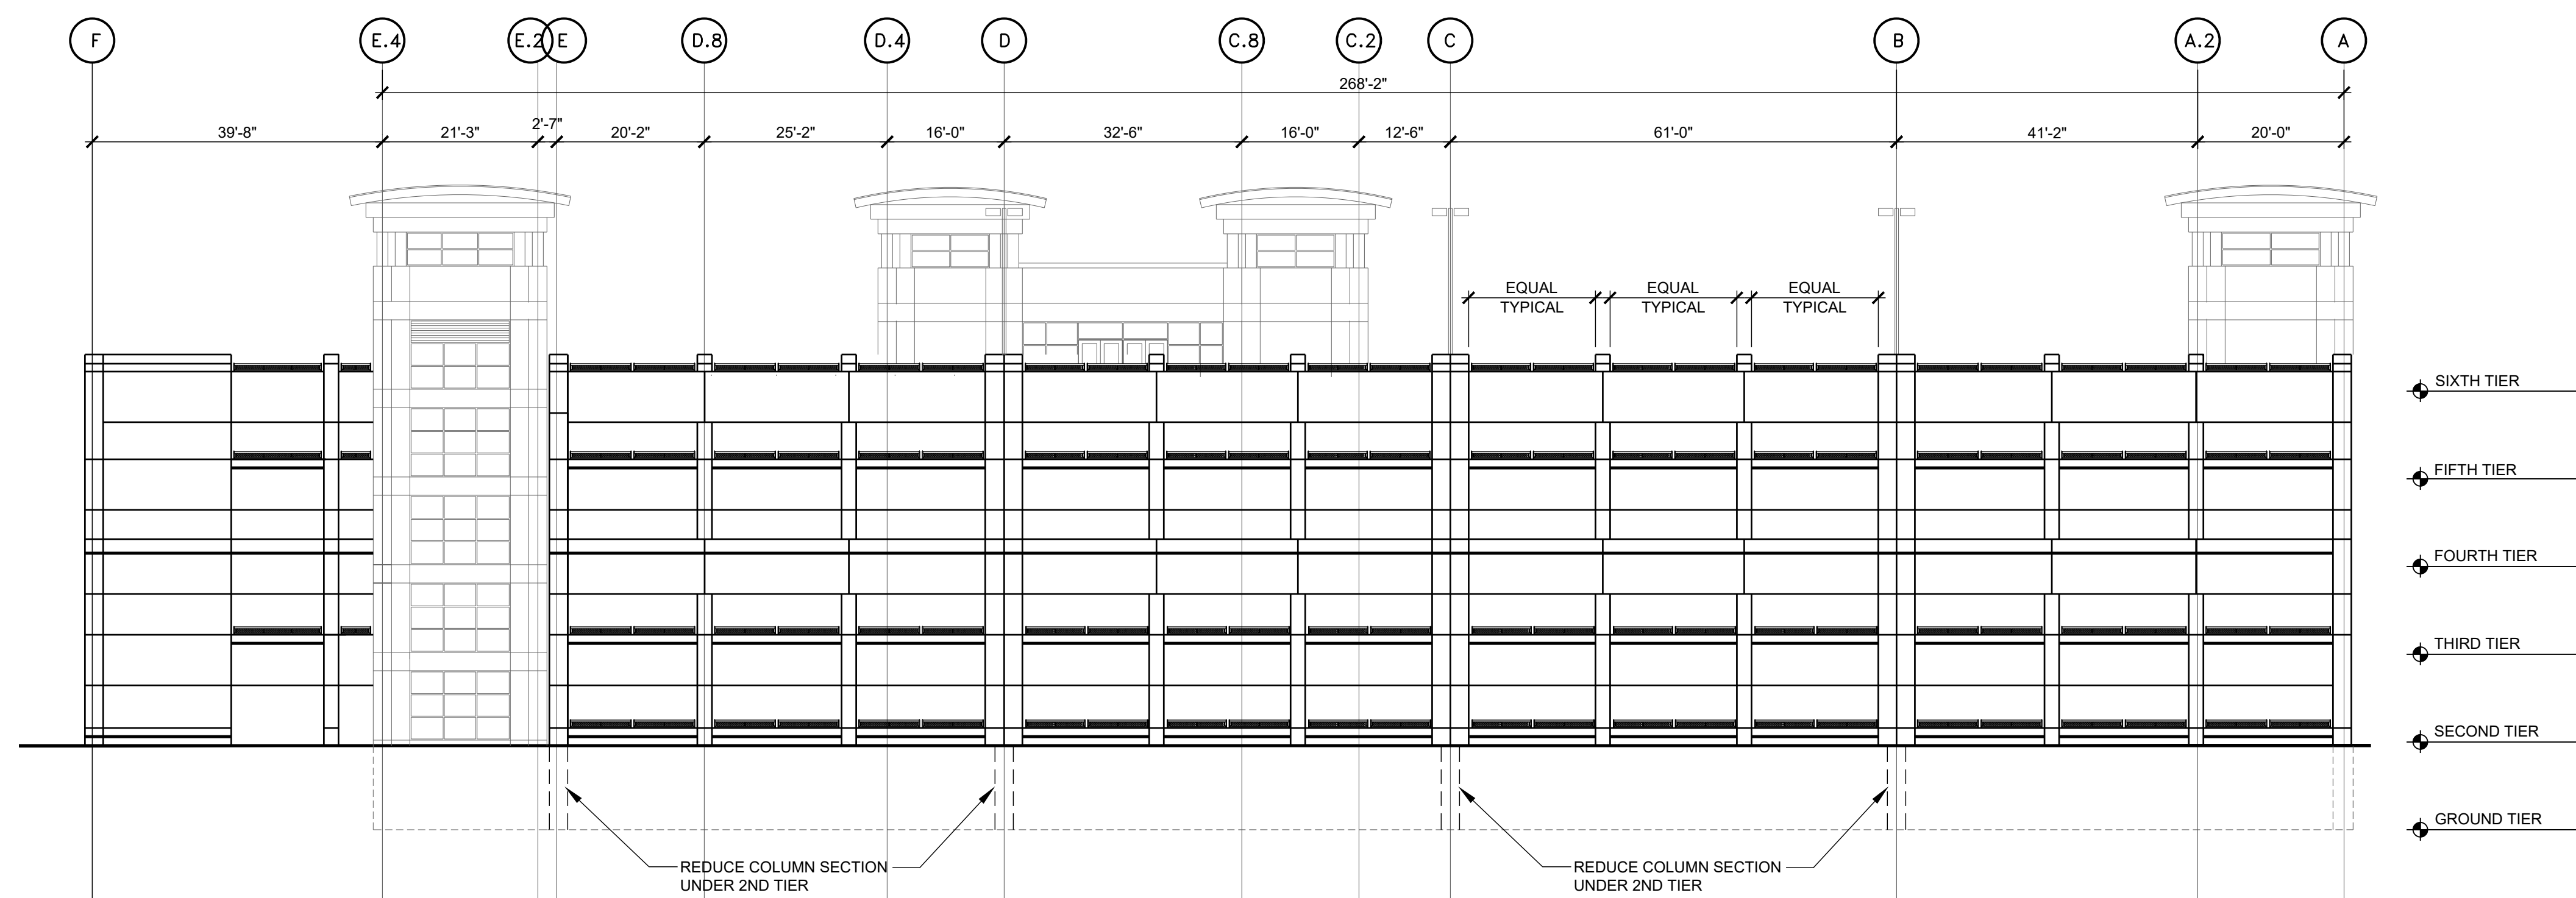 F E.4 E.2 E D.8 D.4 D C.8 C.2 C B A.2 A
268'-2"
39'-8" 21'-3" 2'-7" 20'-2" 25'-2" 16'-0" 32'-6" 16'-0" 12'-6" 61'-0" 41'-2" 20'-0"
EQUAL EQUAL EQUAL
TYPICAL TYPICAL TYPICAL
SIXTH TIER
FIFTH TIER
FOURTH TIER
THIRD TIER
SECOND TIER
GROUND TIER
REDUCE COLUMN SECTION
UNDER 2ND TIER
REDUCE COLUMN SECTION
UNDER 2ND TIER